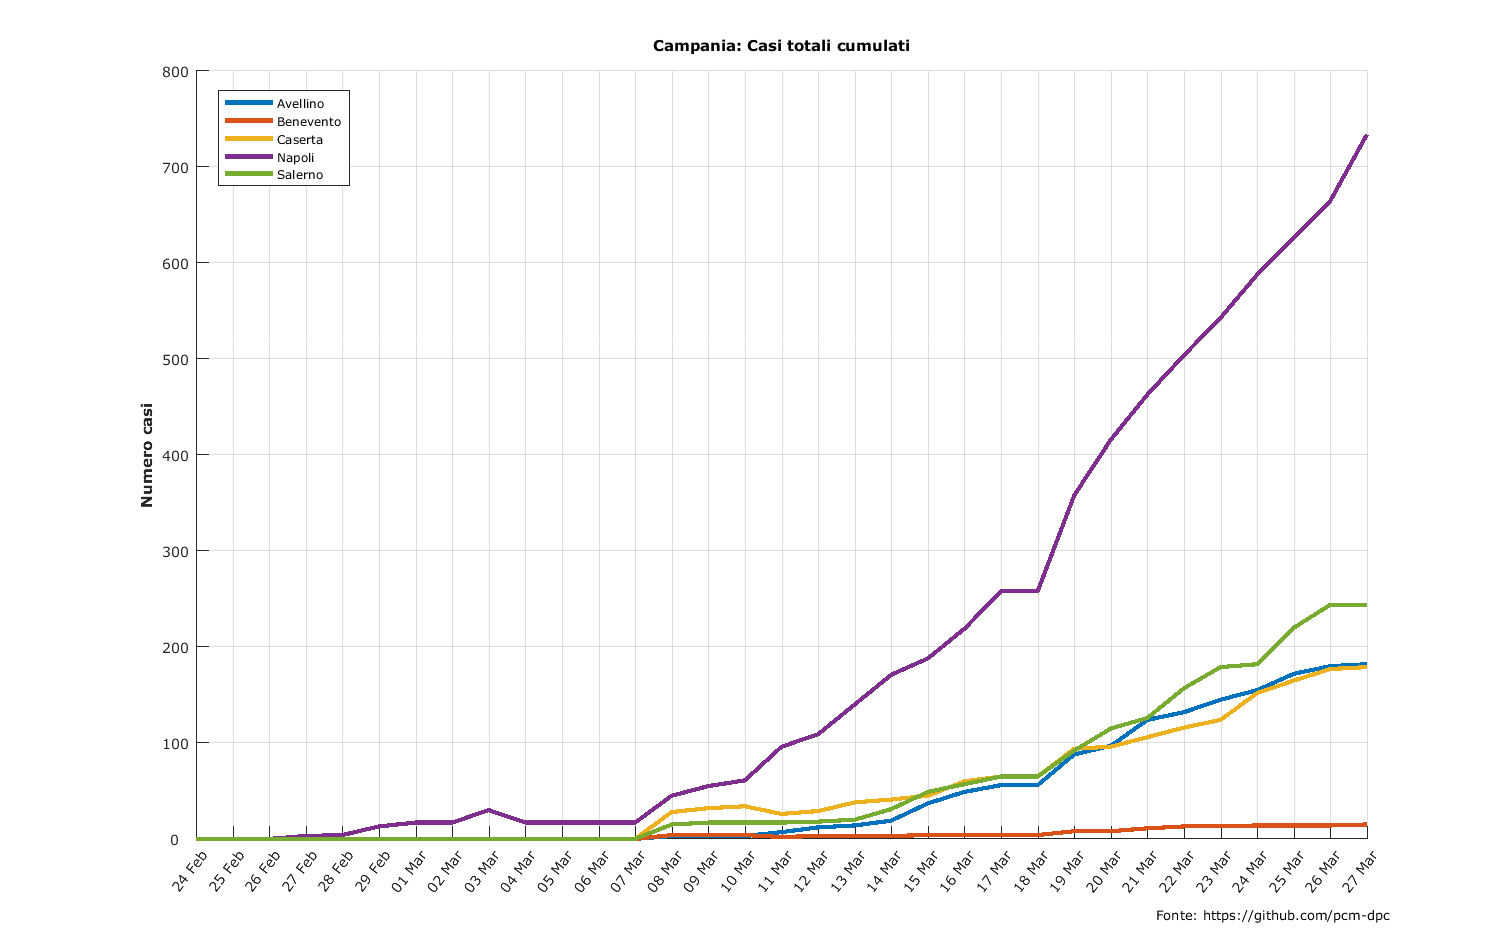 Campania: Casi totali cumulati
800
700
600
500
400
300
200
100
0
Numero casi
Avellino
Benevento
Caserta
Napoli
Salerno
24 Feb
25 Feb
26 Feb
27 Feb
28 Feb
29 Feb
01 Mar
02 Mar
03 Mar
04 Mar
05 Mar
06 Mar
07 Mar
08 Mar
09 Mar
10 Mar
11 Mar
12 Mar
13 Mar
14 Mar
15 Mar
16 Mar
17 Mar
18 Mar
19 Mar
20 Mar
21 Mar
22 Mar
23 Mar
24 Mar
25 Mar
26 Mar
27 Mar
Fonte: https://github.com/pcm-dpc